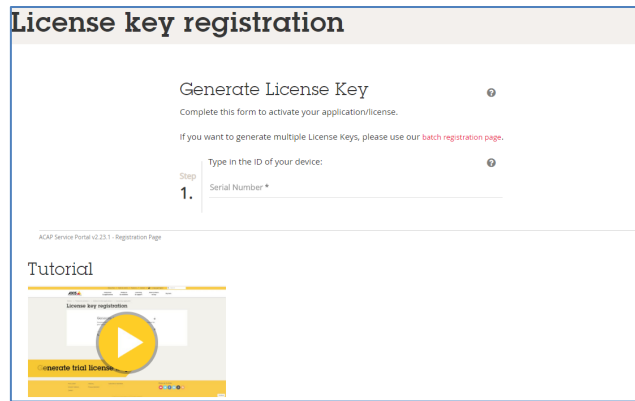 License key registration
Generate License Key
Complete this form to activate your application/license.
If you want to generate multiple License Keys, please use our batch registration page.
Type in the ID of your device:
Step
1.
Serial Number *
ACAP Service Portal v2.23.1 - Registration Page
Tutorial
License key registration
enerate trial license